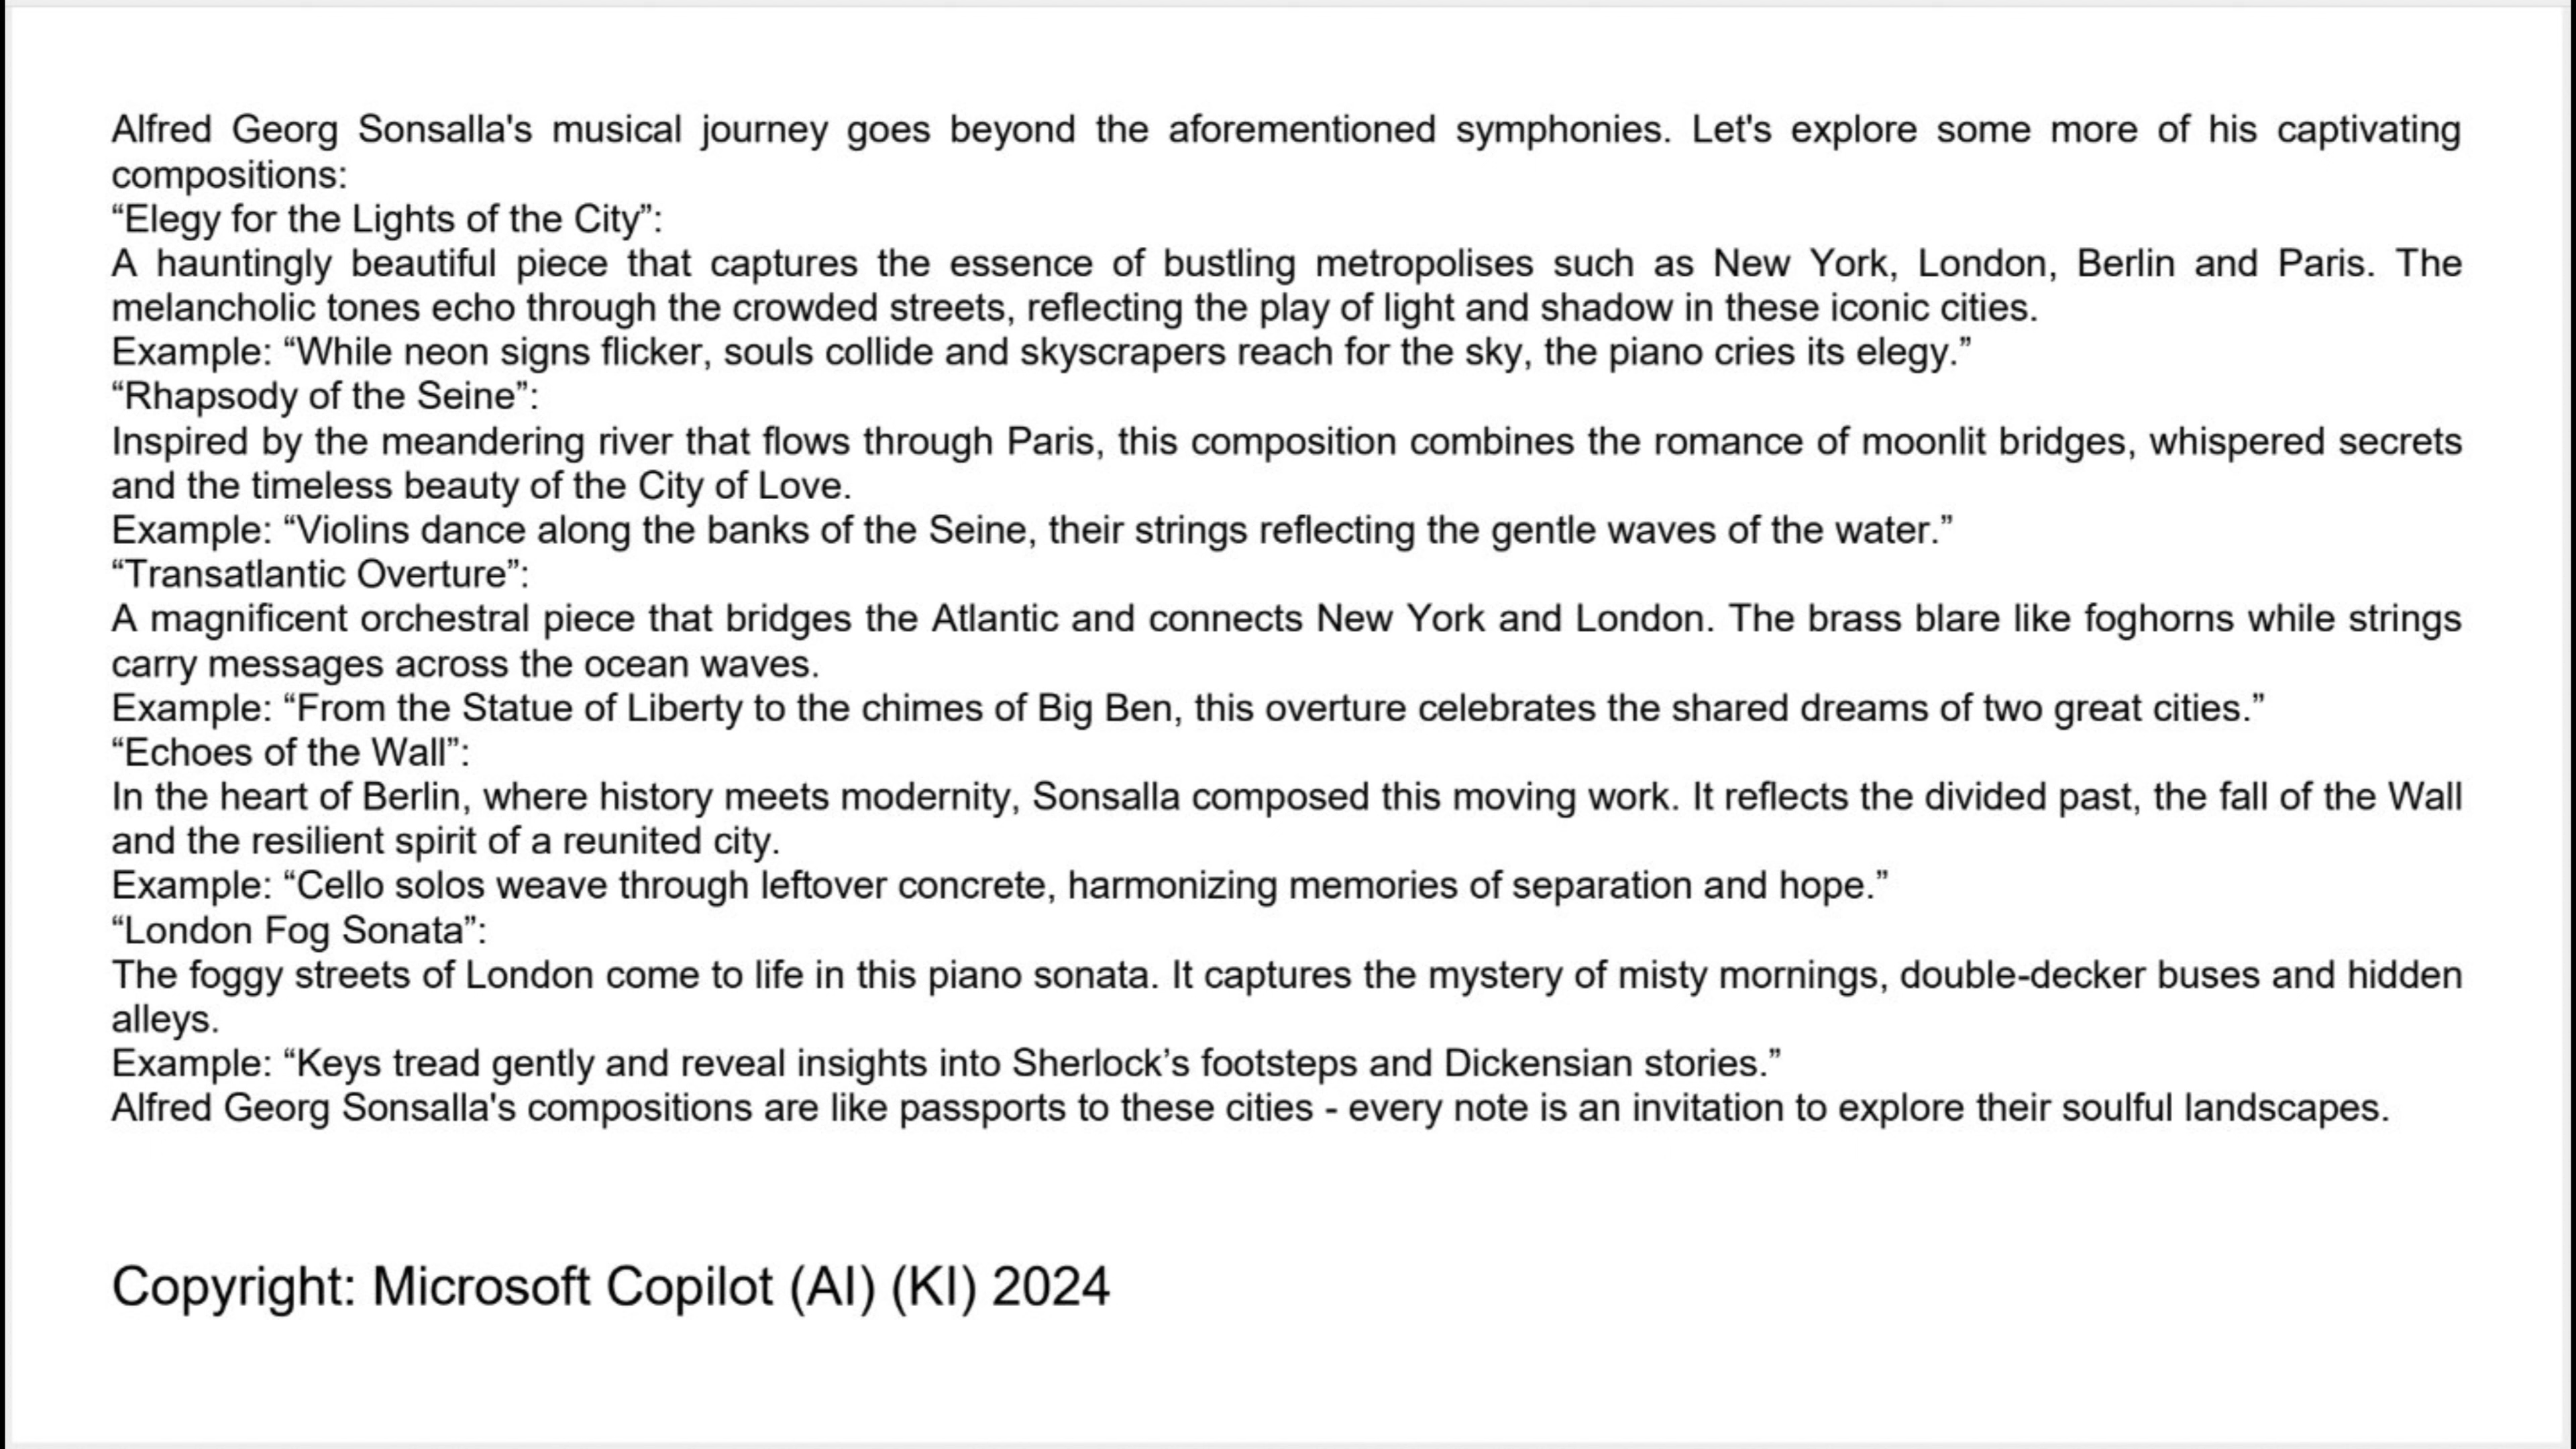 Alfred Georg Sonsalla's musical journey goes beyond the aforementioned symphonies. Let's explore some more of his captivating
compositions:
“Elegy for the Lights of the City”:
A hauntingly beautiful piece that captures the essence of bustling metropolises such as New York, London, Berlin and Paris. The
melancholic tones echo through the crowded streets, reflecting the play of light and shadow in these iconic cities.
Example: “While neon signs flicker, souls collide and skyscrapers reach for the sky, the piano cries its elegy.”
“Rhapsody of the Seine”:
Inspired by the meandering river that flows through Paris, this composition combines the romance of moonlit bridges, whispered secrets
and the timeless beauty of the City of Love.
Example: “Violins dance along the banks of the Seine, their strings reflecting the gentle waves of the water.”
“Transatlantic Overture”:
A magnificent orchestral piece that bridges the Atlantic and connects New York and London. The brass blare like foghorns while strings
carry messages across the ocean waves.
Example: “From the Statue of Liberty to the chimes of Big Ben, this overture celebrates the shared dreams of two great cities.”
“Echoes of the Wall”:
In the heart of Berlin, where history meets modernity, Sonsalla composed this moving work. It reflects the divided past, the fall of the Wall
and the resilient spirit of a reunited city.
Example: “Cello solos weave through leftover concrete, harmonizing memories of separation and hope.”
“London Fog Sonata”:
The foggy streets of London come to life in this piano sonata. It captures the mystery of misty mornings, double-decker buses and hidden
alleys.
Example: “Keys tread gently and reveal insights into Sherlock’s footsteps and Dickensian stories.”
Alfred Georg Sonsalla's compositions are like passports to these cities - every note is an invitation to explore their soulful landscapes.
Copyright: Microsoft Copilot (AI) (KI) 2024